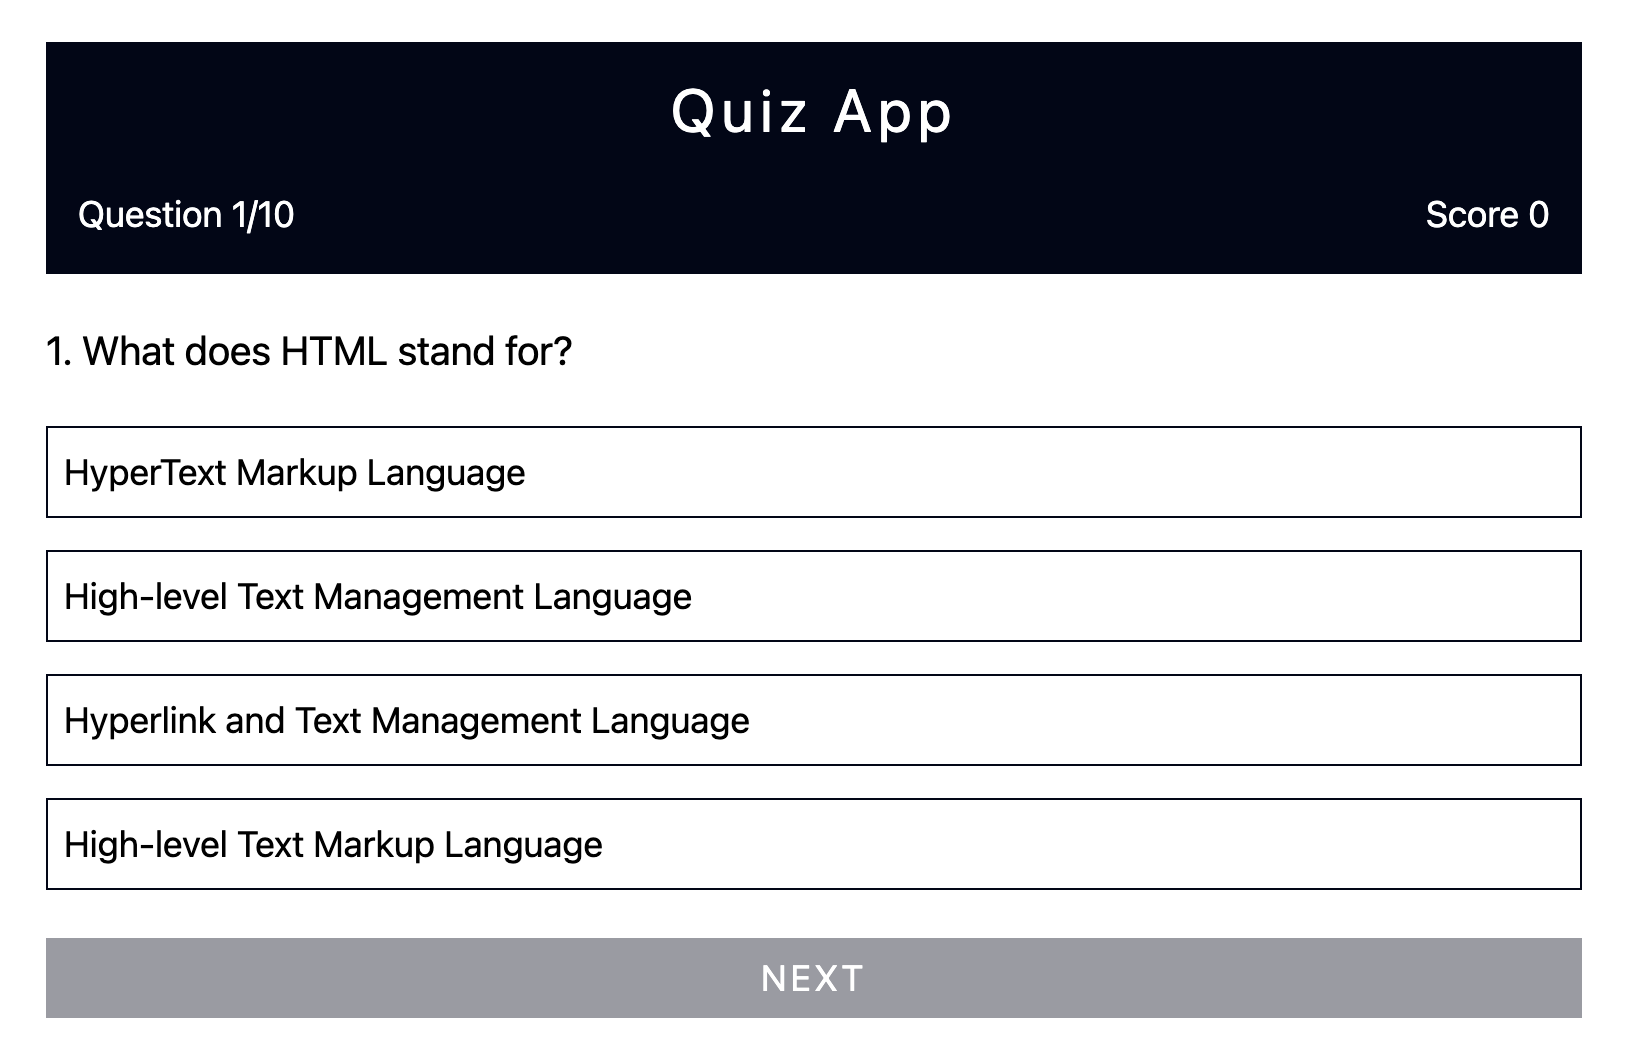 Quiz App
Question 1/10
Score 0
1. What does HTML stand for?
HyperText Markup Language
High-level Text Management Language
Hyperlink and Text Management Language
High-level Text Markup Language
NEXT